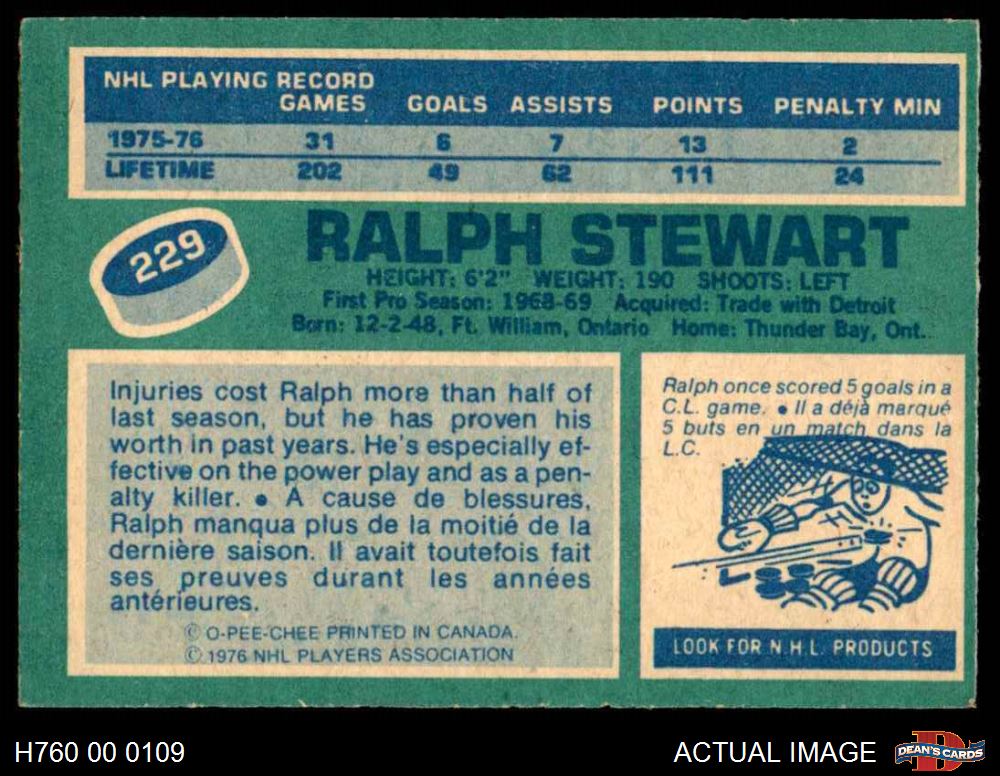 NHL PLAYING RECORD
GAMES GOALS ASSISTS POINTS PENALTY MIN
1975-76 31 6 7 13 2
LIFETIME 202 49 62 111 24
229
RALPH STEWART
HEIGHT: 6'2" WEIGHT: 190 SHOOTS: LEFT
First Pro Season: 1968-69 Acquired: Trade with Detroit
Born: 12-2-48, Ft. William, Ontario Home: Thunder Bay, Ont.
Injuries cost Ralph more than half of
last season, but he has proven his
worth in past years. He's especially ef-
fective on the power play and as a pen-
alty killer. • A cause de blessures,
Ralph manqua plus de la moitié de la
dernière saison. Il avait toutefois fait
ses preuves durant les années
antérieures.
© O-PEE-CHEE PRINTED IN CANADA.
© 1976 NHL PLAYERS ASSOCIATION
Ralph once scored 5 goals in a
C.L. game. • Il a déjà marqué
5 buts en un match dans la
L.C.
LOOK FOR N.H.L. PRODUCTS
H760 00 0109
ACTUAL IMAGE
D
DEAN'S CARDS